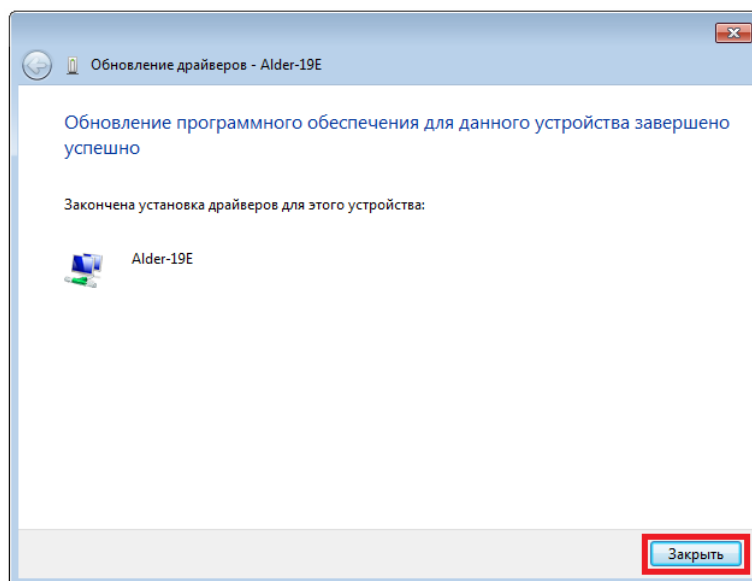 Обновление драйверов - Alder-19E
Обновление программного обеспечения для данного устройства завершено
успешно
Закончена установка драйверов для этого устройства:
Alder-19E
Закрыть